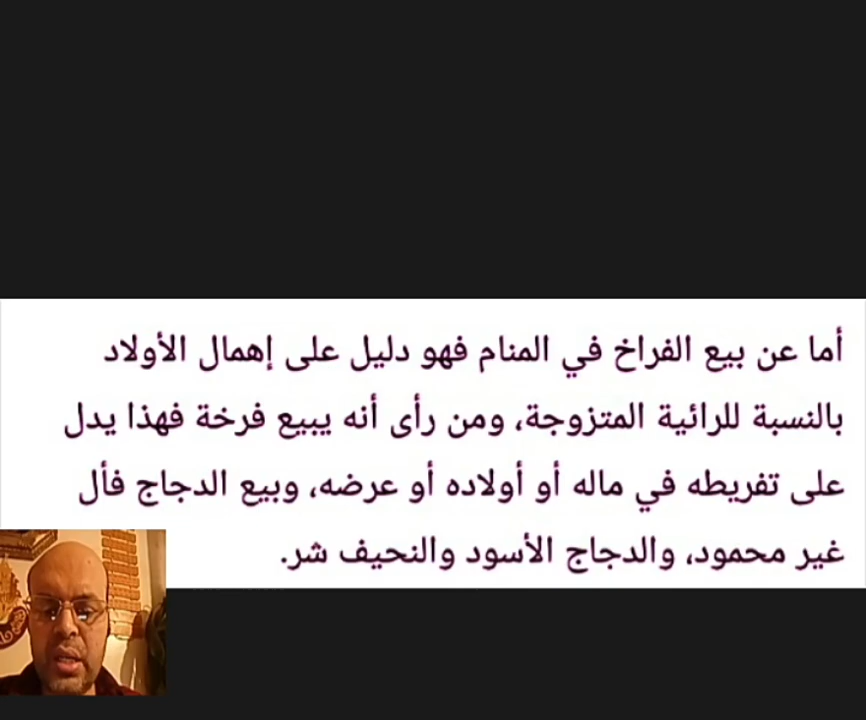 أما عن بيع الفراخ في المنام فهو دليل على إهمال الأولاد
بالنسبة للرائية المتزوجة، ومن رأى أنه يبيع فرخة فهذا يدل
على تفريطه في ماله أو أولاده أو عرضه، وبيع الدجاج فأل
غير محمود، والدجاج الأسود والنحيف شر.